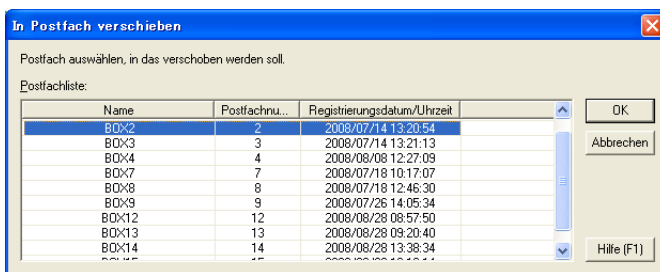 In Postfach verschieben
Postfach auswählen, in das verschoben werden soll.
Postfachliste:
Name Postfachnu... Registrierungsdatum/Uhrzeit
BOX2 2 2008/07/14 13:20:54
BOX3 3 2008/07/14 13:21:13
BOX4 4 2008/08/08 12:27:09
BOX7 7 2008/07/18 10:17:07
BOX8 8 2008/07/18 12:46:30
BOX9 9 2008/07/26 14:05:34
BOX12 12 2008/08/28 08:57:50
BOX13 13 2008/08/28 09:20:40
BOX14 14 2008/08/28 13:38:34
OK
Abbrechen
Hilfe (F1)